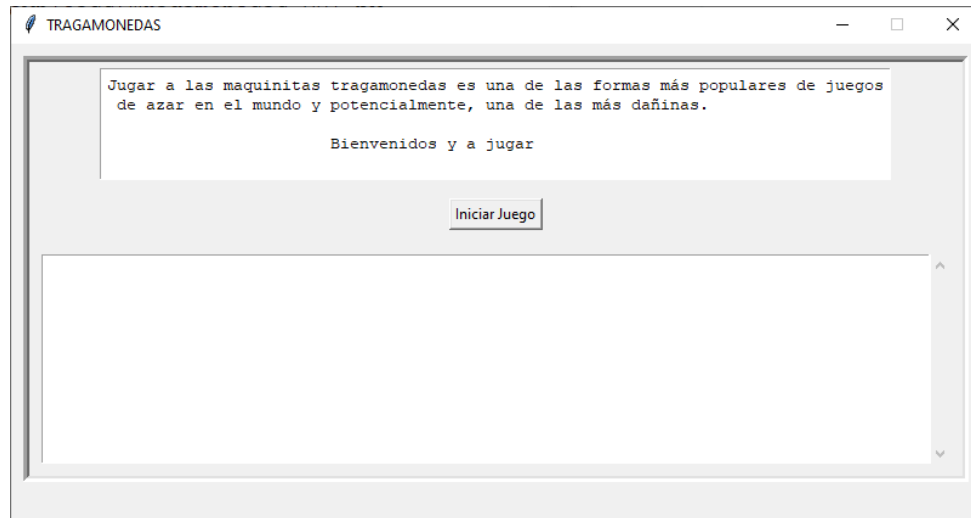 TRAGAMONEDAS
Jugar a las maquinitas tragamonedas es una de las formas más populares de juegos
de azar en el mundo y potencialmente, una de las más dañinas.
Bienvenidos y a jugar
Iniciar Juego